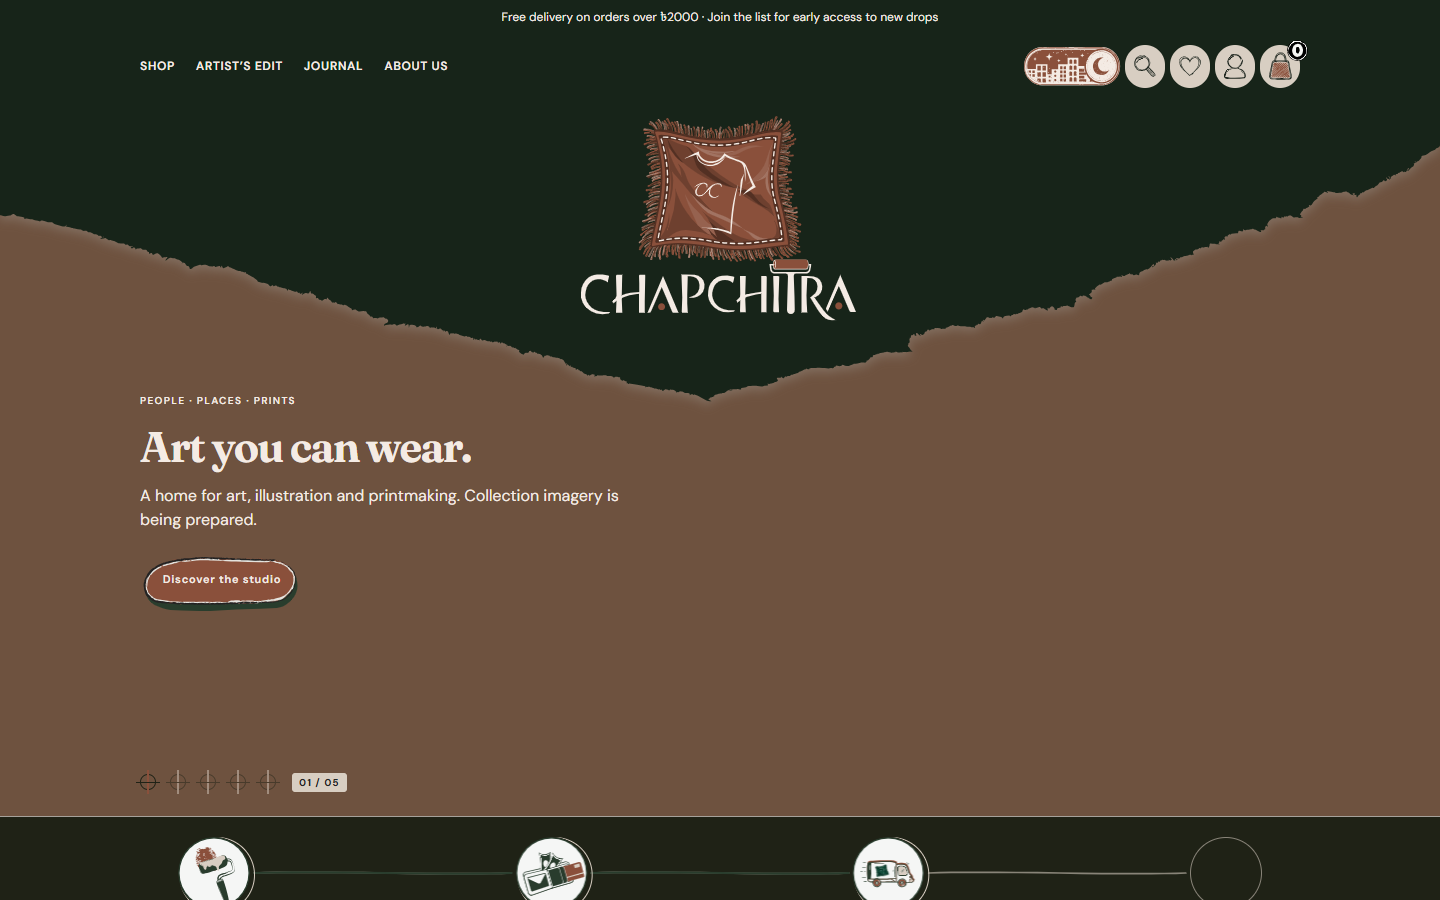 Free delivery on orders over ৳2000 · Join the list for early access to new drops
SHOP ARTIST’S EDIT JOURNAL ABOUT US
0
CC
CHAPCHITRA
PEOPLE · PLACES · PRINTS
Art you can wear.
A home for art, illustration and printmaking. Collection imagery is
being prepared.
Discover the studio
01 / 05